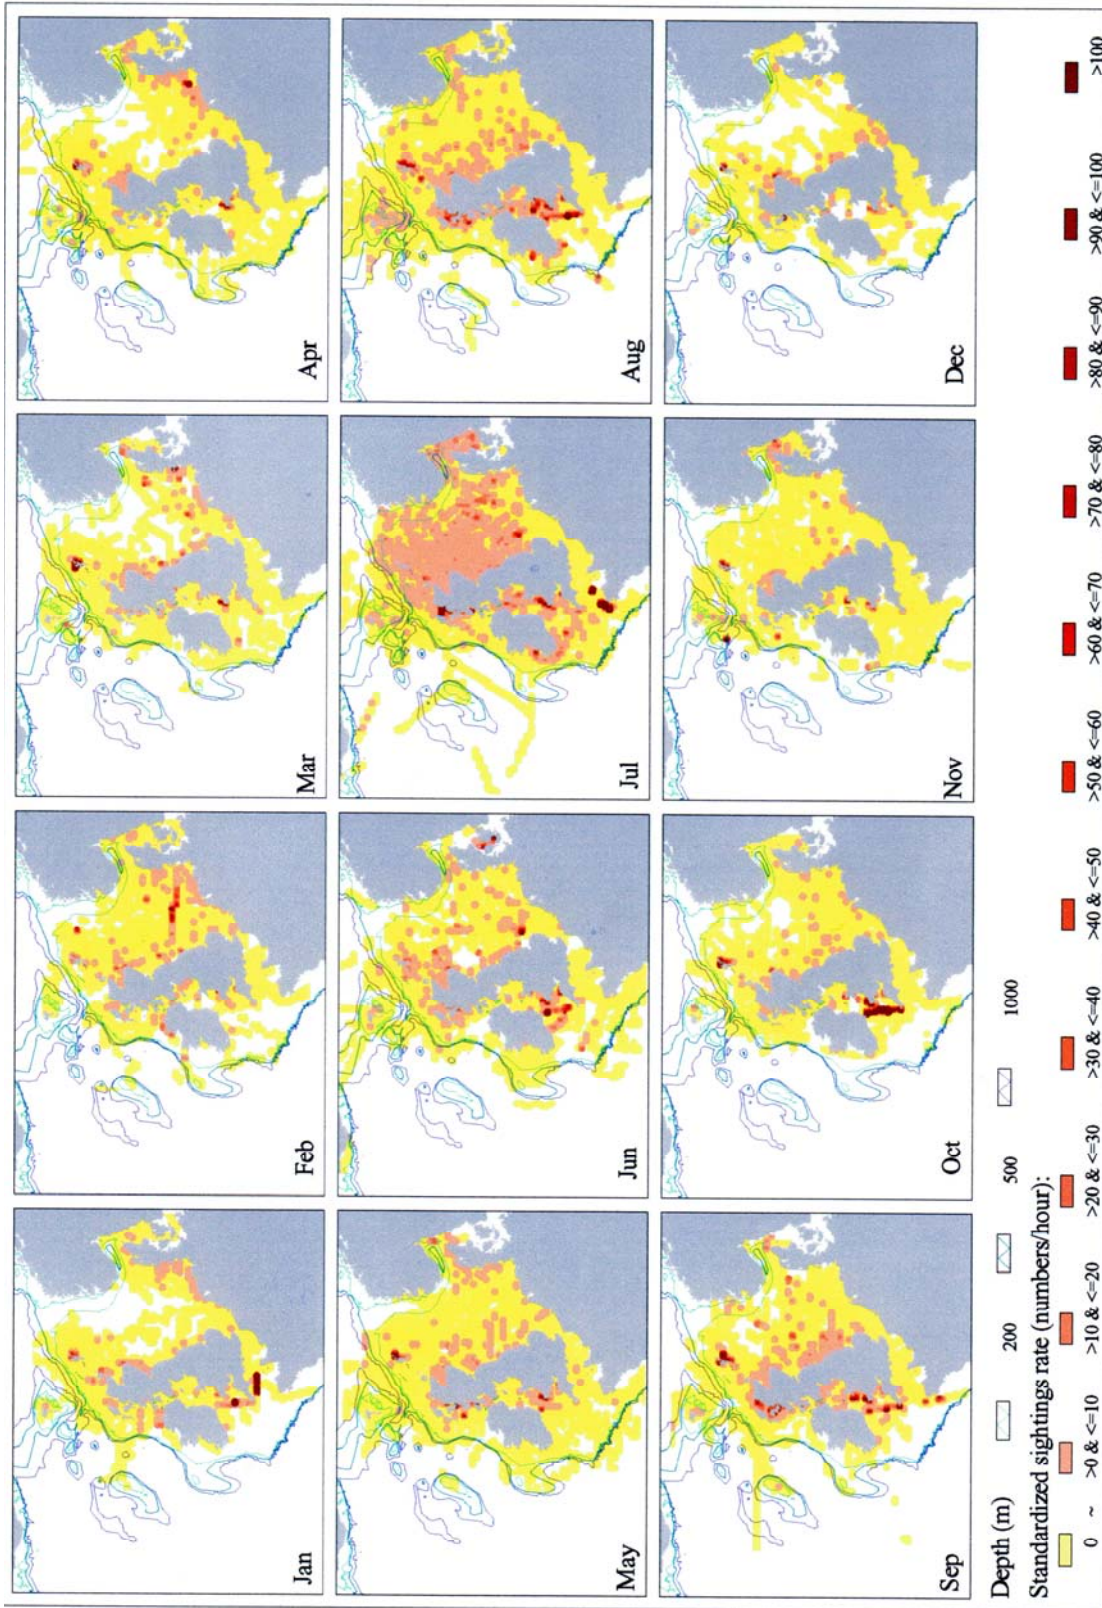 Jan
Feb
Mar
Apr
May
Jun
Jul
Aug
Sep
Oct
Nov
Dec
Depth (m) 200 500 1000
Standardized sightings rate (numbers/hour):
0 ~ >0 & <=10 >10 & <=20 >20 & <=30 >30 & <=40 >40 & <=50 >50 & <=60 >60 & <=70 >70 & <=80 >80 & <=90 >90 & <=100 >100